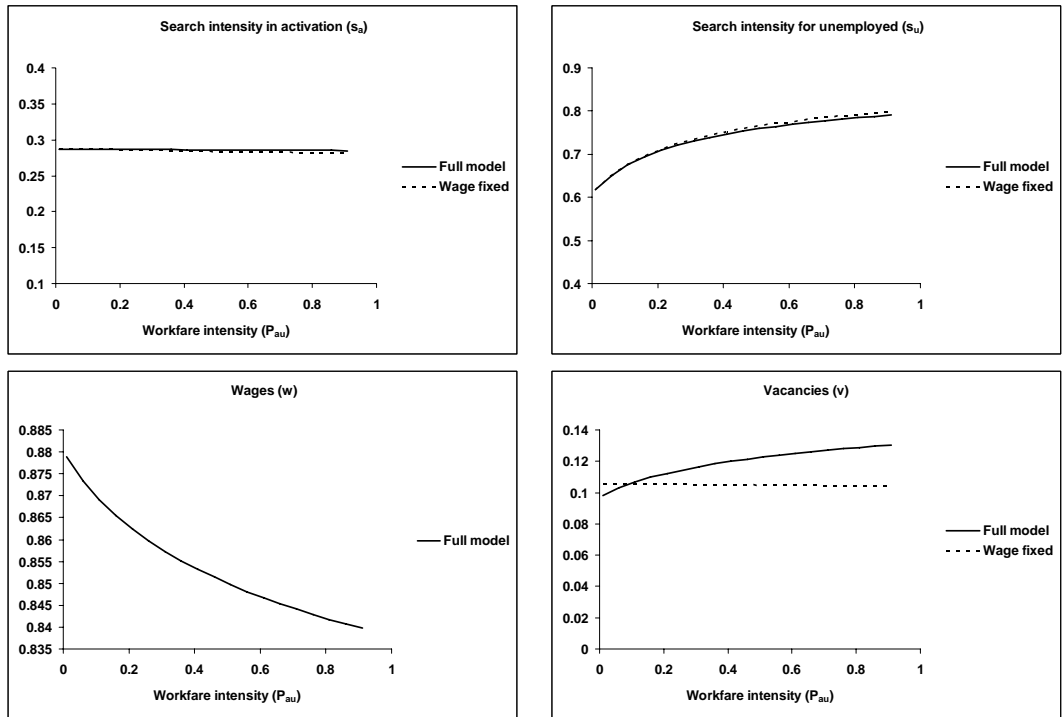 Search intensity in activation (sa)
0.4
0.35
0.3
0.25
0.2
0.15
0.1
0 0.2 0.4 0.6 0.8 1
Workfare intensity (Pau)
Full model
Wage fixed
Search intensity for unemployed (su)
0.9
0.8
0.7
0.6
0.5
0.4
0 0.2 0.4 0.6 0.8 1
Workfare intensity (Pau)
Full model
Wage fixed
Wages (w)
0.885
0.88
0.875
0.87
0.865
0.86
0.855
0.85
0.845
0.84
0.835
0 0.2 0.4 0.6 0.8 1
Workfare intensity (Pau)
Full model
Vacancies (v)
0.14
0.12
0.1
0.08
0.06
0.04
0.02
0
0 0.2 0.4 0.6 0.8 1
Workfare intensity (Pau)
Full model
Wage fixed